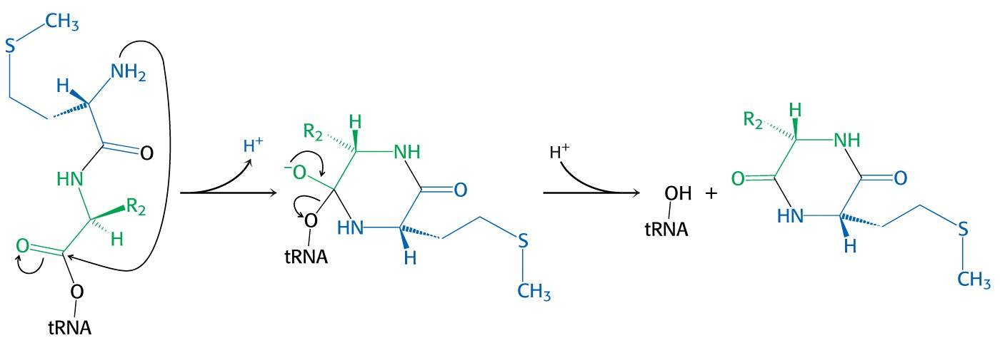 CH₃
S
NH₂
H
O
HN
R₂
H
O
O
tRNA
H⁺
R₂
H
NH
⁻O
O
O
HN
tRNA
H
S
CH₃
H⁺
OH +
tRNA
H
R₂
NH
O
O
HN
H
S
CH₃